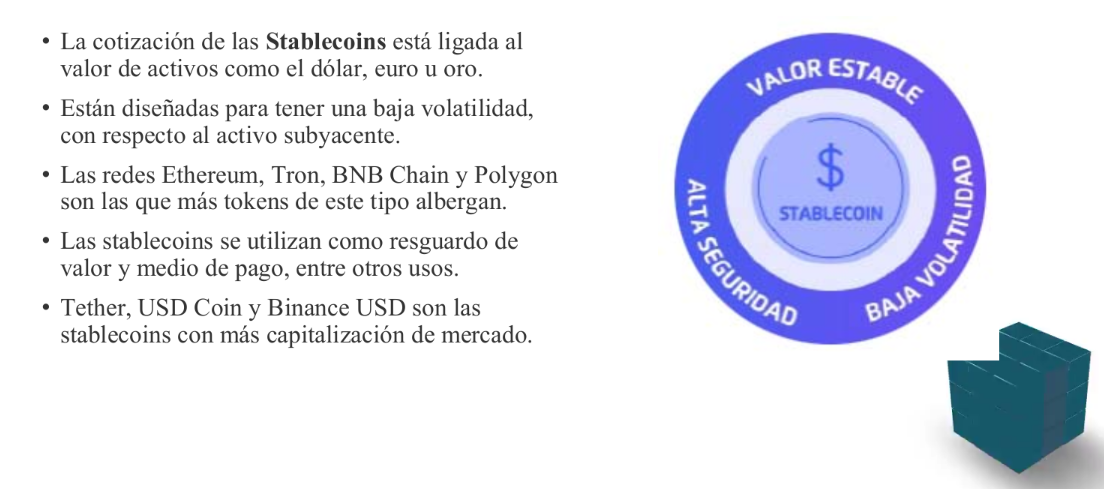 • La cotización de las Stablecoins está ligada al
valor de activos como el dólar, euro u oro.
• Están diseñadas para tener una baja volatilidad,
con respecto al activo subyacente.
• Las redes Ethereum, Tron, BNB Chain y Polygon
son las que más tokens de este tipo albergan.
• Las stablecoins se utilizan como resguardo de
valor y medio de pago, entre otros usos.
• Tether, USD Coin y Binance USD son las
stablecoins con más capitalización de mercado.
VALOR ESTABLE
$
STABLECOIN
ALTA SEGURIDAD
BAJA VOLATILIDAD